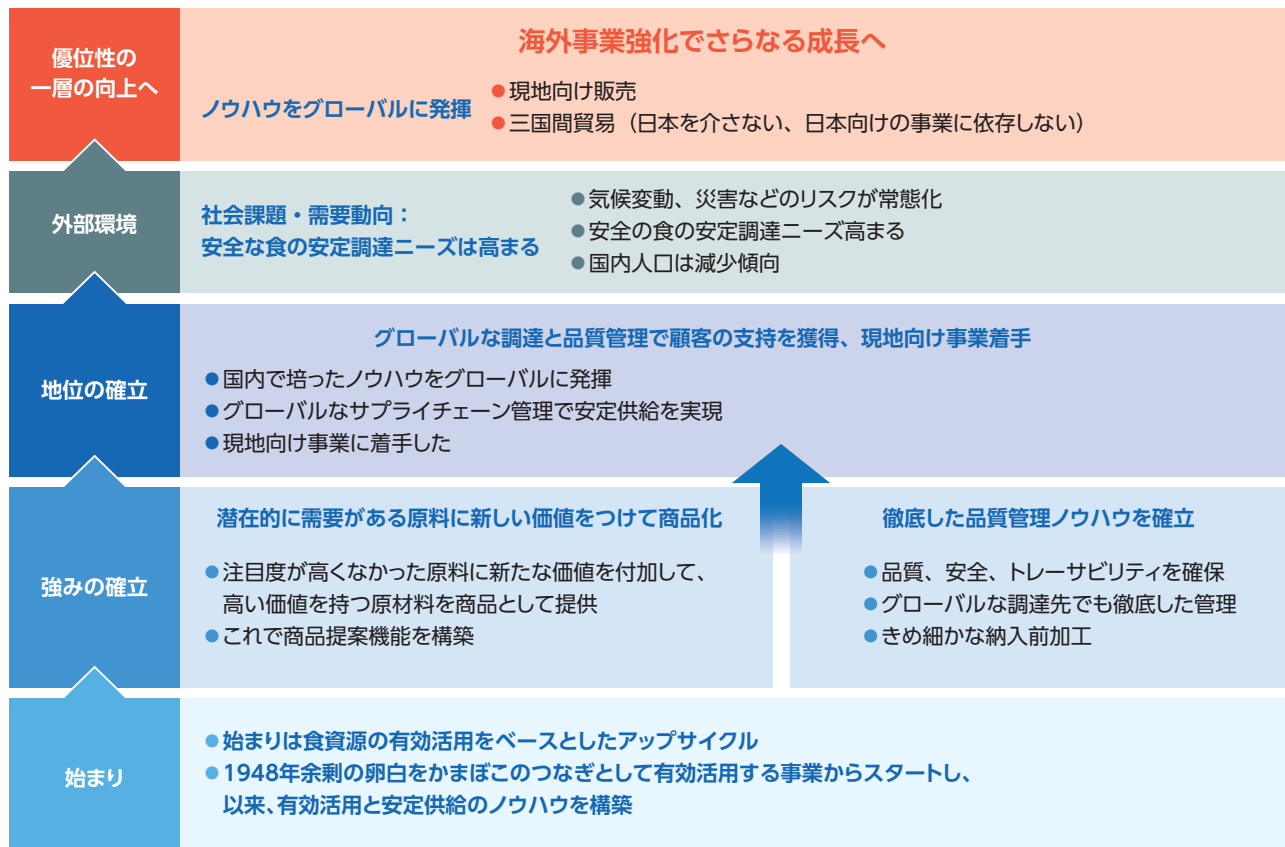 優位性の
一層の向上へ
海外事業強化でさらなる成長へ
ノウハウをグローバルに発揮
●現地向け販売
●三国間貿易（日本を介さない、日本向けの事業に依存しない）
外部環境
社会課題・需要動向：
安全な食の安定調達ニーズは高まる
●気候変動、災害などのリスクが常態化
●安全の食の安定調達ニーズ高まる
●国内人口は減少傾向
地位の確立
グローバルな調達と品質管理で顧客の支持を獲得、現地向け事業着手
●国内で培ったノウハウをグローバルに発揮
●グローバルなサプライチェーン管理で安定供給を実現
●現地向け事業に着手した
強みの確立
潜在的に需要がある原料に新しい価値をつけて商品化
●注目度が高くなかった原料に新たな価値を付加して、
高い価値を持つ原材料を商品として提供
●これで商品提案機能を構築
徹底した品質管理ノウハウを確立
●品質、安全、トレーサビリティを確保
●グローバルな調達先でも徹底した管理
●きめ細かな納入前加工
始まり
●始まりは食資源の有効活用をベースとしたアップサイクル
●1948年余剰の卵白をかまぼこのつなぎとして有効活用する事業からスタートし、
以来、有効活用と安定供給のノウハウを構築